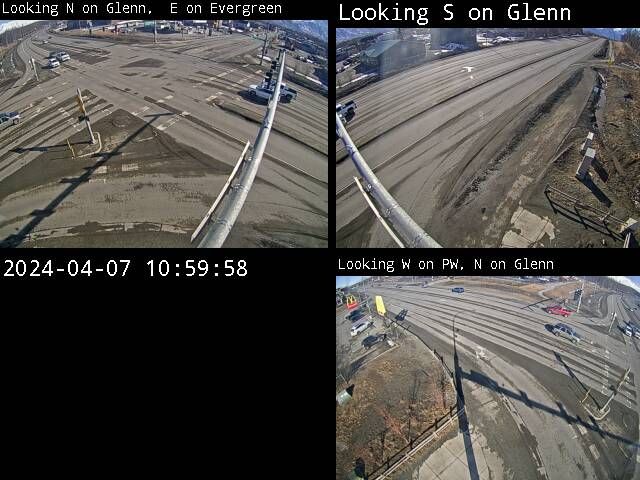 Looking N on Glenn, E on Evergreen
Looking S on Glenn
2024-04-07 10:59:58
Looking W on PW, N on Glenn